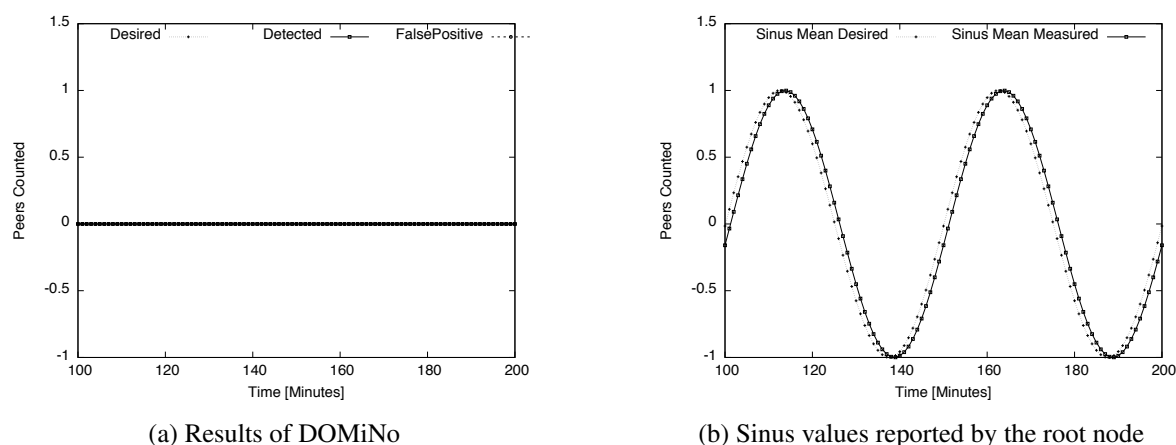 Desired
Detected
FalsePositive
1.5
1
0.5
0
-0.5
-1
Peers Counted
100
120
140
160
180
200
Time [Minutes]
(a) Results of DOMiNo
Sinus Mean Desired
Sinus Mean Measured
1.5
1
0.5
0
-0.5
-1
Peers Counted
100
120
140
160
180
200
Time [Minutes]
(b) Sinus values reported by the root node